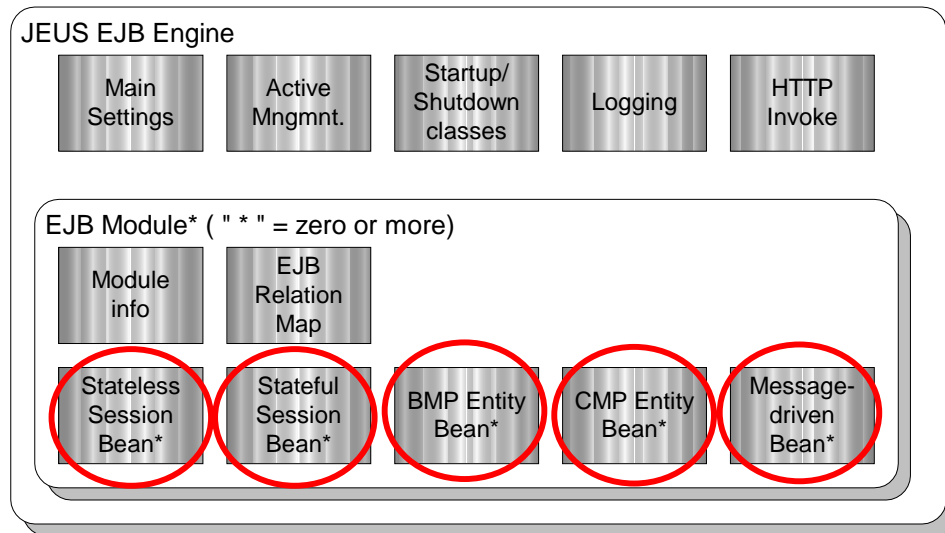 JEUS EJB Engine
Main
Settings
Active
Mngmnt.
Startup/
Shutdown
classes
Logging
HTTP
Invoke
EJB Module* ( " * " = zero or more)
Module
info
EJB
Relation
Map
Stateless
Session
Bean*
Stateful
Session
Bean*
BMP Entity
Bean*
CMP Entity
Bean*
Message-
driven
Bean*